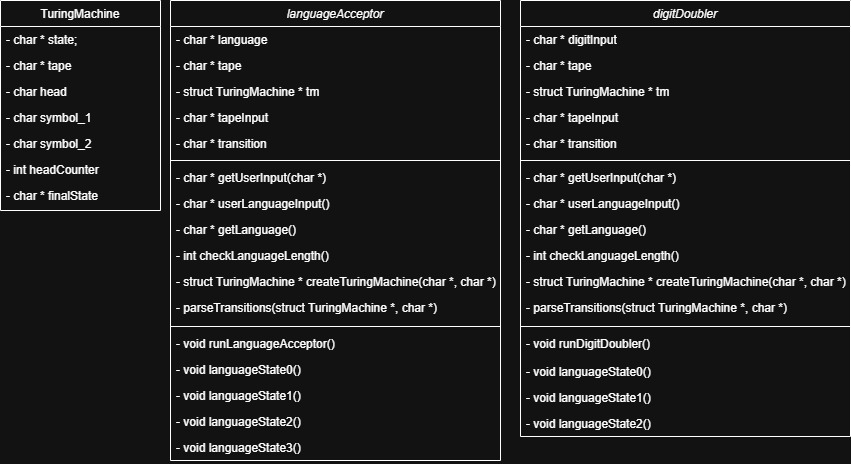 TuringMachine
- char * state;
- char * tape
- char head
- char symbol_1
- char symbol_2
- int headCounter
- char * finalState
languageAcceptor
- char * language
- char * tape
- struct TuringMachine * tm
- char * tapeInput
- char * transition
- char * getUserInput(char *)
- char * userLanguageInput()
- char * getLanguage()
- int checkLanguageLength()
- struct TuringMachine * createTuringMachine(char *, char *)
- parseTransitions(struct TuringMachine *, char *)
- void runLanguageAcceptor()
- void languageState0()
- void languageState1()
- void languageState2()
- void languageState3()
digitDoubler
- char * digitInput
- char * tape
- struct TuringMachine * tm
- char * tapeInput
- char * transition
- char * getUserInput(char *)
- char * userLanguageInput()
- char * getLanguage()
- int checkLanguageLength()
- struct TuringMachine * createTuringMachine(char *, char *)
- parseTransitions(struct TuringMachine *, char *)
- void runDigitDoubler()
- void languageState0()
- void languageState1()
- void languageState2()